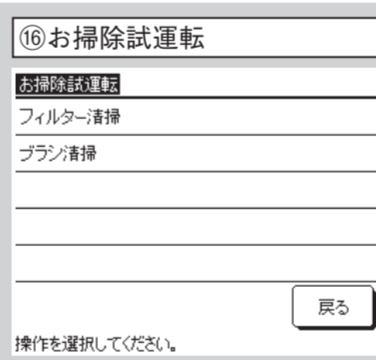 ⑯お掃除試運転
お掃除試運転
フィルター清掃
ブラシ清掃
戻る
操作を選択してください。